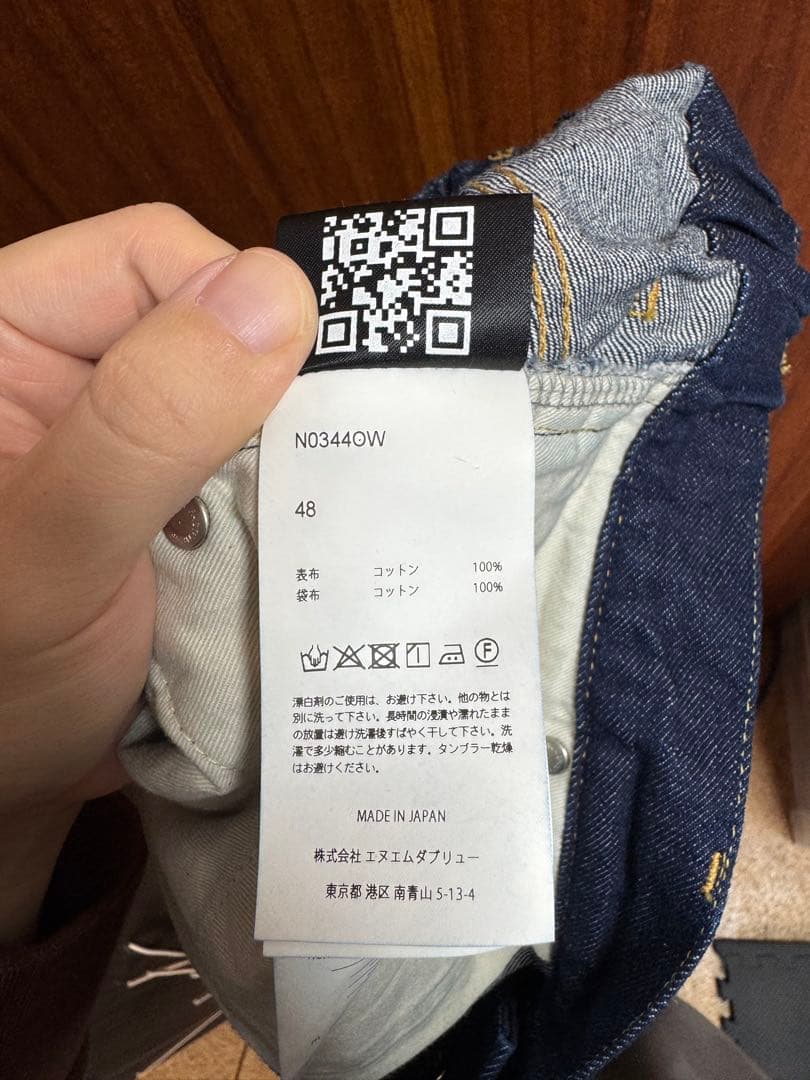 N0344OW
48
表布 コットン 100%
袋布 コットン 100%
F
漂白剤のご使用は、お避け下さい。他の物とは
別に洗って下さい。長時間の浸漬や濡れたまま
の放置は避け洗濯後すばやく干して下さい。洗
濯で多少縮むことがあります。タンブラー乾燥
はお避けください。
MADE IN JAPAN
株式会社 エヌエムダブリュー
東京都 港区 南青山 5-13-4